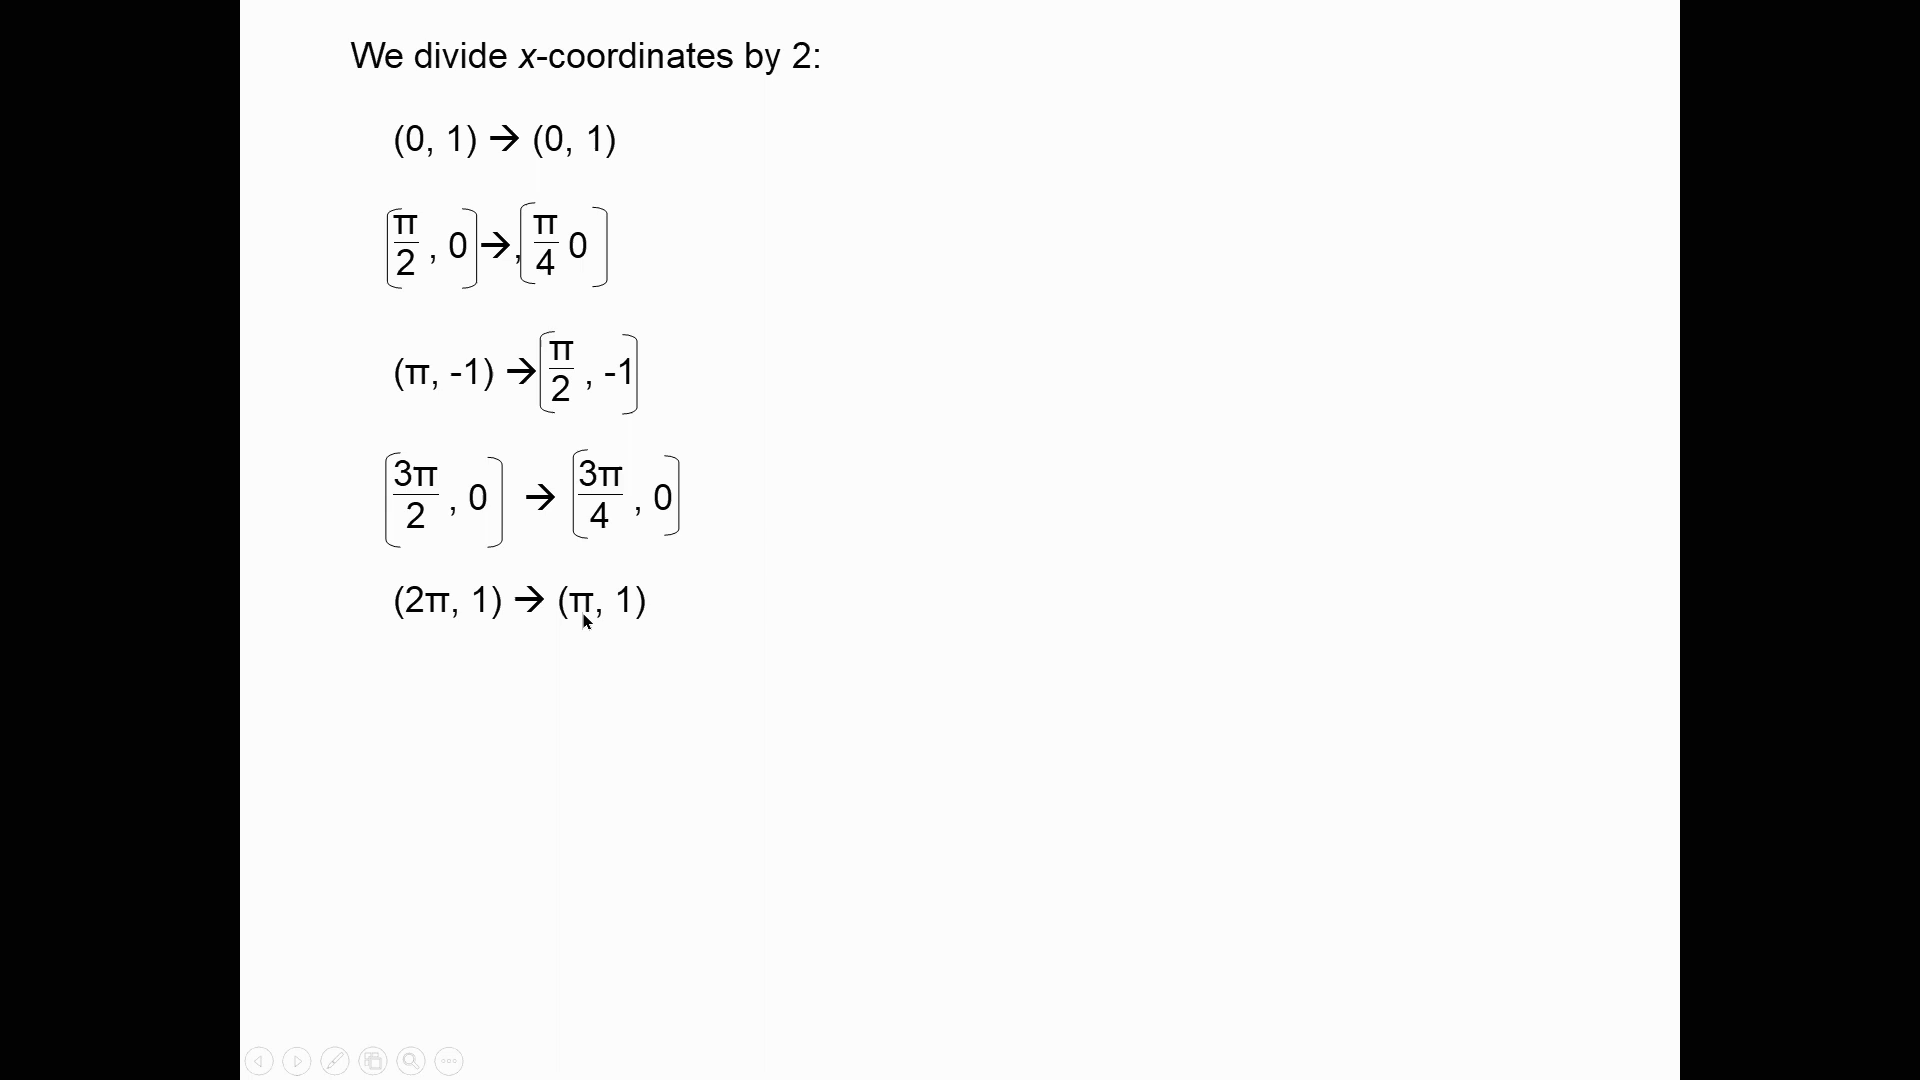 We divide x-coordinates by 2:
(0, 1) → (0, 1)
(π/2 , 0) → ,(π/4 0)
(π, -1) → (π/2 , -1)
(3π/2 , 0) → (3π/4 , 0)
(2π, 1) → (π, 1)